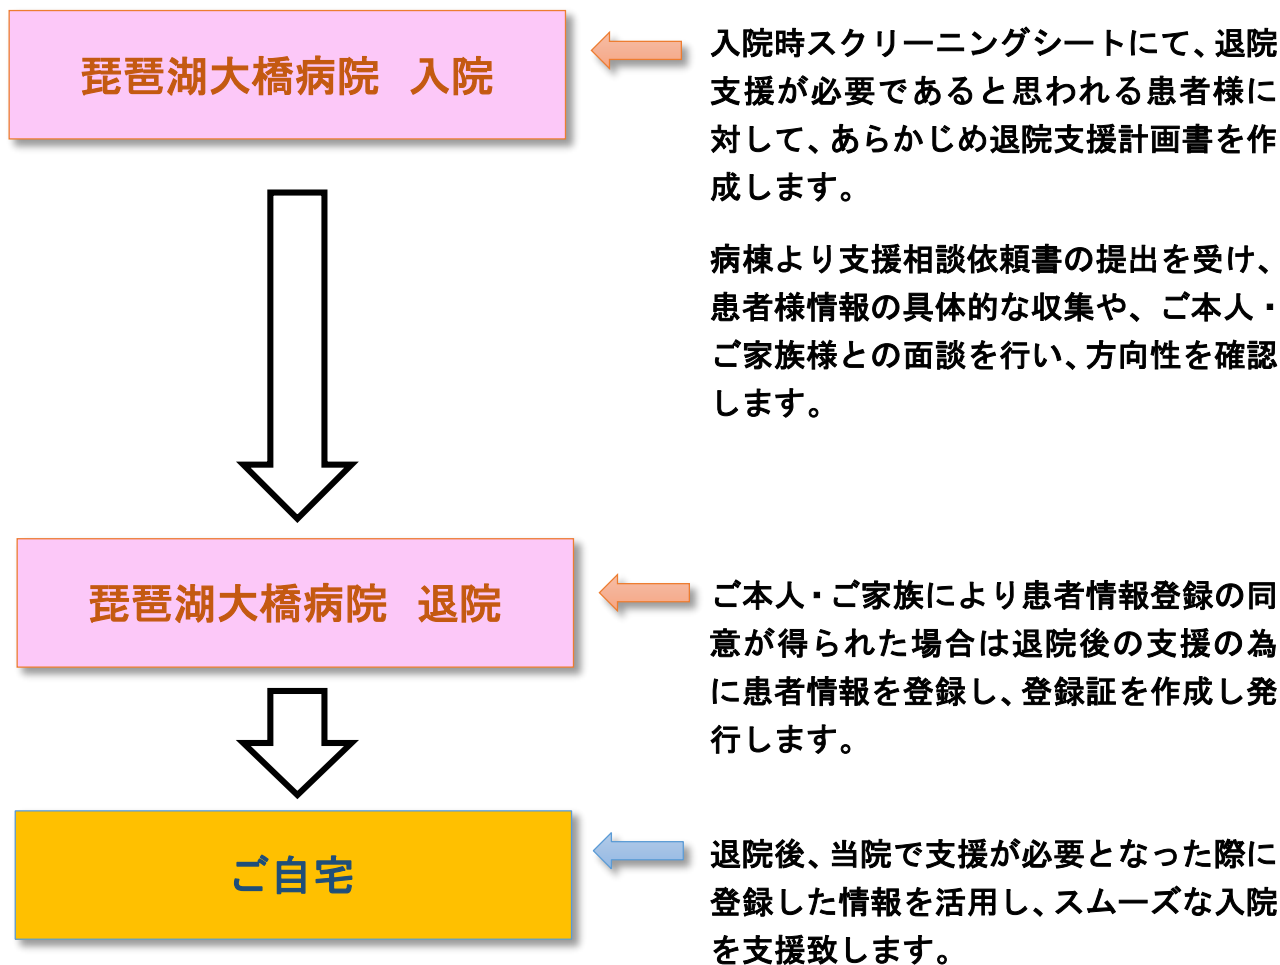 琵琶湖大橋病院　入院
入院時スクリーニングシートにて、退院
支援が必要であると思われる患者様に
対して、あらかじめ退院支援計画書を作
成します。
病棟より支援相談依頼書の提出を受け、
患者様情報の具体的な収集や、ご本人・
ご家族様との面談を行い、方向性を確認
します。
琵琶湖大橋病院　退院
ご本人・ご家族により患者情報登録の同
意が得られた場合は退院後の支援の為
に患者情報を登録し、登録証を作成し発
行します。
ご自宅
退院後、当院で支援が必要となった際に
登録した情報を活用し、スムーズな入院
を支援致します。